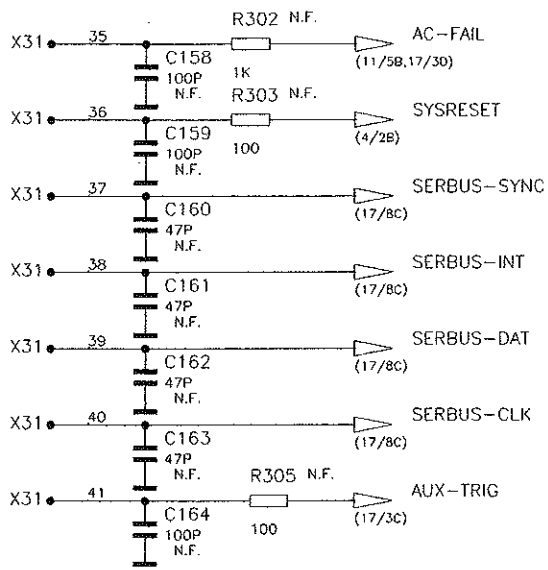 R302 N.F.
X31 35 AC-FAIL
C158 (11/5B,17/3D)
100P 1K
N.F. R303 N.F.
X31 36 SYSRESET
C159 (4/2B)
100P 100
N.F.
X31 37 SERBUS-SYNC
C160 (17/8C)
47P
N.F.
X31 38 SERBUS-INT
C161 (17/8C)
47P
N.F.
X31 39 SERBUS-DAT
C162 (17/8C)
47P
N.F.
X31 40 SERBUS-CLK
C163 (17/8C)
47P
N.F. R305 N.F.
X31 41 AUX-TRIG
C164 (17/3C)
100P 100
N.F.